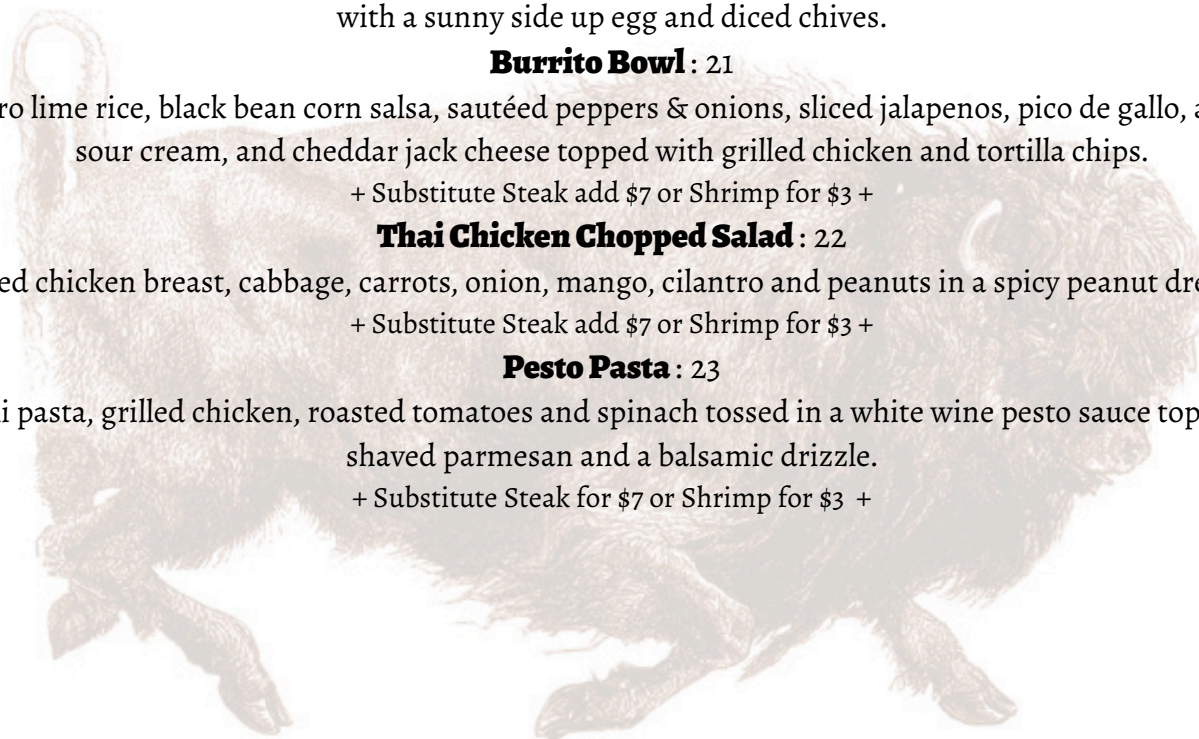 with a sunny side up egg and diced chives.
Burrito Bowl : 21
lime rice, black bean corn salsa, sautéed peppers & onions, sliced jalapenos, pico de gallo,
sour cream, and cheddar jack cheese topped with grilled chicken and tortilla chips.
+ Substitute Steak add $7 or Shrimp for $3 +
Thai Chicken Chopped Salad : 22
chicken breast, cabbage, carrots, onion, mango, cilantro and peanuts in a spicy peanut
+ Substitute Steak add $7 or Shrimp for $3 +
Pesto Pasta : 23
pasta, grilled chicken, roasted tomatoes and spinach tossed in a white wine pesto sauce top
shaved parmesan and a balsamic drizzle.
+ Substitute Steak for $7 or Shrimp for $3 +